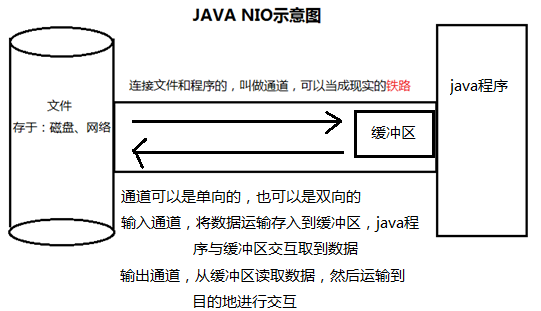 JAVA NIO示意图
连接文件和程序的，叫做通道，可以当成现实的铁路
java程序
文件
存于：磁盘、网络
缓冲区
通道可以是单向的，也可以是双向的
输入通道，将数据运输存入到缓冲区，java程
序与缓冲区交互取到数据
输出通道，从缓冲区读取数据，然后运输到
目的地进行交互